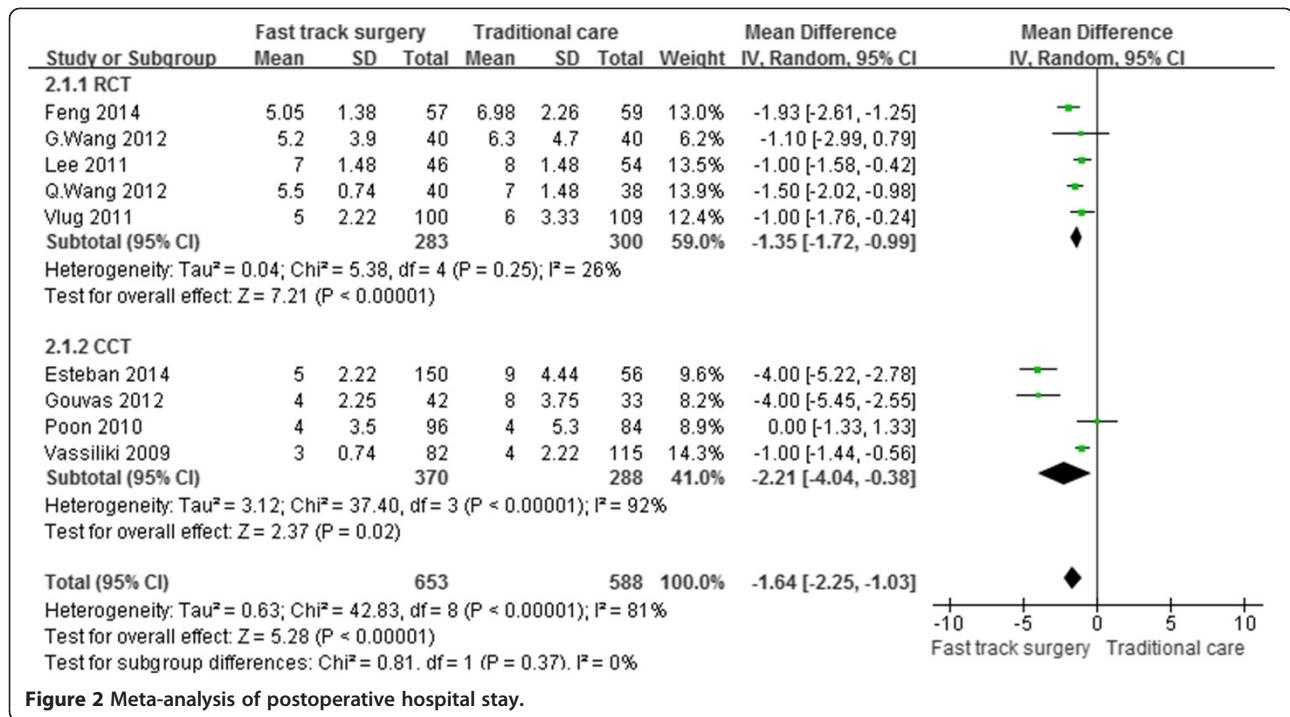 Fast track surgery Traditional care Mean Difference Mean Difference
Study or Subgroup Mean SD Total Mean SD Total Weight IV, Random, 95% CI IV, Random, 95% CI
2.1.1 RCT
Feng 2014 5.05 1.38 57 6.98 2.26 59 13.0% -1.93 [-2.61, -1.25]
G.Wang 2012 5.2 3.9 40 6.3 4.7 40 6.2% -1.10 [-2.99, 0.79]
Lee 2011 7 1.48 46 8 1.48 54 13.5% -1.00 [-1.58, -0.42]
Q.Wang 2012 5.5 0.74 40 7 1.48 38 13.9% -1.50 [-2.02, -0.98]
Vlug 2011 5 2.22 100 6 3.33 109 12.4% -1.00 [-1.76, -0.24]
Subtotal (95% CI) 283 300 59.0% -1.35 [-1.72, -0.99]
Heterogeneity: Tau² = 0.04; Chi² = 5.38, df = 4 (P = 0.25); I² = 26%
Test for overall effect: Z = 7.21 (P < 0.00001)
2.1.2 CCT
Esteban 2014 5 2.22 150 9 4.44 56 9.6% -4.00 [-5.22, -2.78]
Gouvas 2012 4 2.25 42 8 3.75 33 8.2% -4.00 [-5.45, -2.55]
Poon 2010 4 3.5 96 4 5.3 84 8.9% 0.00 [-1.33, 1.33]
Vassiliki 2009 3 0.74 82 4 2.22 115 14.3% -1.00 [-1.44, -0.56]
Subtotal (95% CI) 370 288 41.0% -2.21 [-4.04, -0.38]
Heterogeneity: Tau² = 3.12; Chi² = 37.40, df = 3 (P < 0.00001); I² = 92%
Test for overall effect: Z = 2.37 (P = 0.02)
Total (95% CI) 653 588 100.0% -1.64 [-2.25, -1.03]
Heterogeneity: Tau² = 0.63; Chi² = 42.83, df = 8 (P < 0.00001); I² = 81%
Test for overall effect: Z = 5.28 (P < 0.00001)
Test for subgroup differences: Chi² = 0.81. df = 1 (P = 0.37). I² = 0%
-10 -5 0 5 10
Fast track surgery Traditional care
Figure 2 Meta-analysis of postoperative hospital stay.